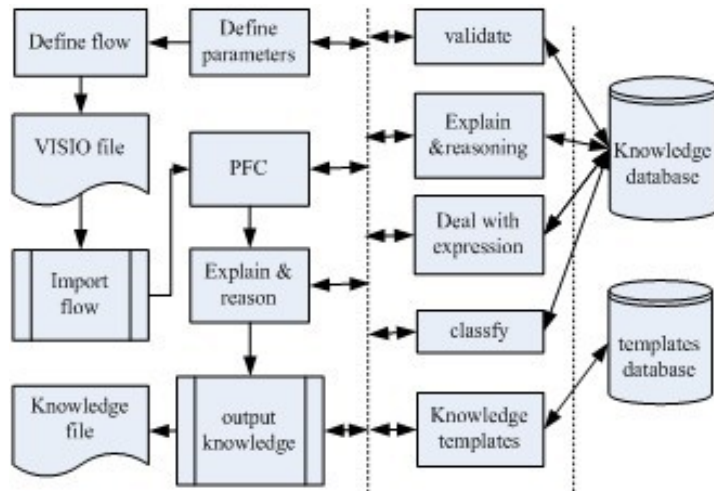 Define flow
Define
parameters
validate
VISIO file
PFC
Explain
&reasoning
Knowledge
database
Import
flow
Explain &
reason
Deal with
expression
classfy
templates
database
Knowledge
file
output
knowledge
Knowledge
templates